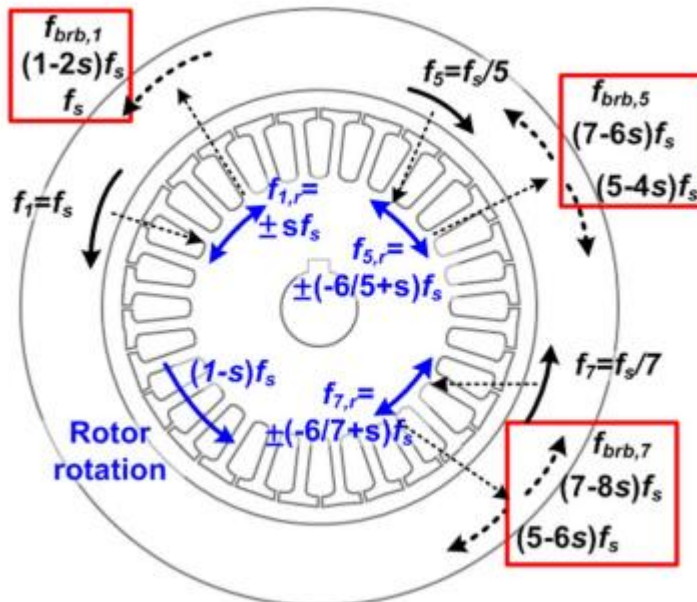 f_brb,1
(1-2s)f_s
f_s
f_5=f_s/5
f_brb,5
(7-6s)f_s
(5-4s)f_s
f_1=f_s
f_1,r=
±sf_s
f_5,r=
±(-6/5+s)f_s
(1-s)f_s
Rotor
rotation
f_7,r=
±(-6/7+s)f_s
f_7=f_s/7
f_brb,7
(7-8s)f_s
(5-6s)f_s